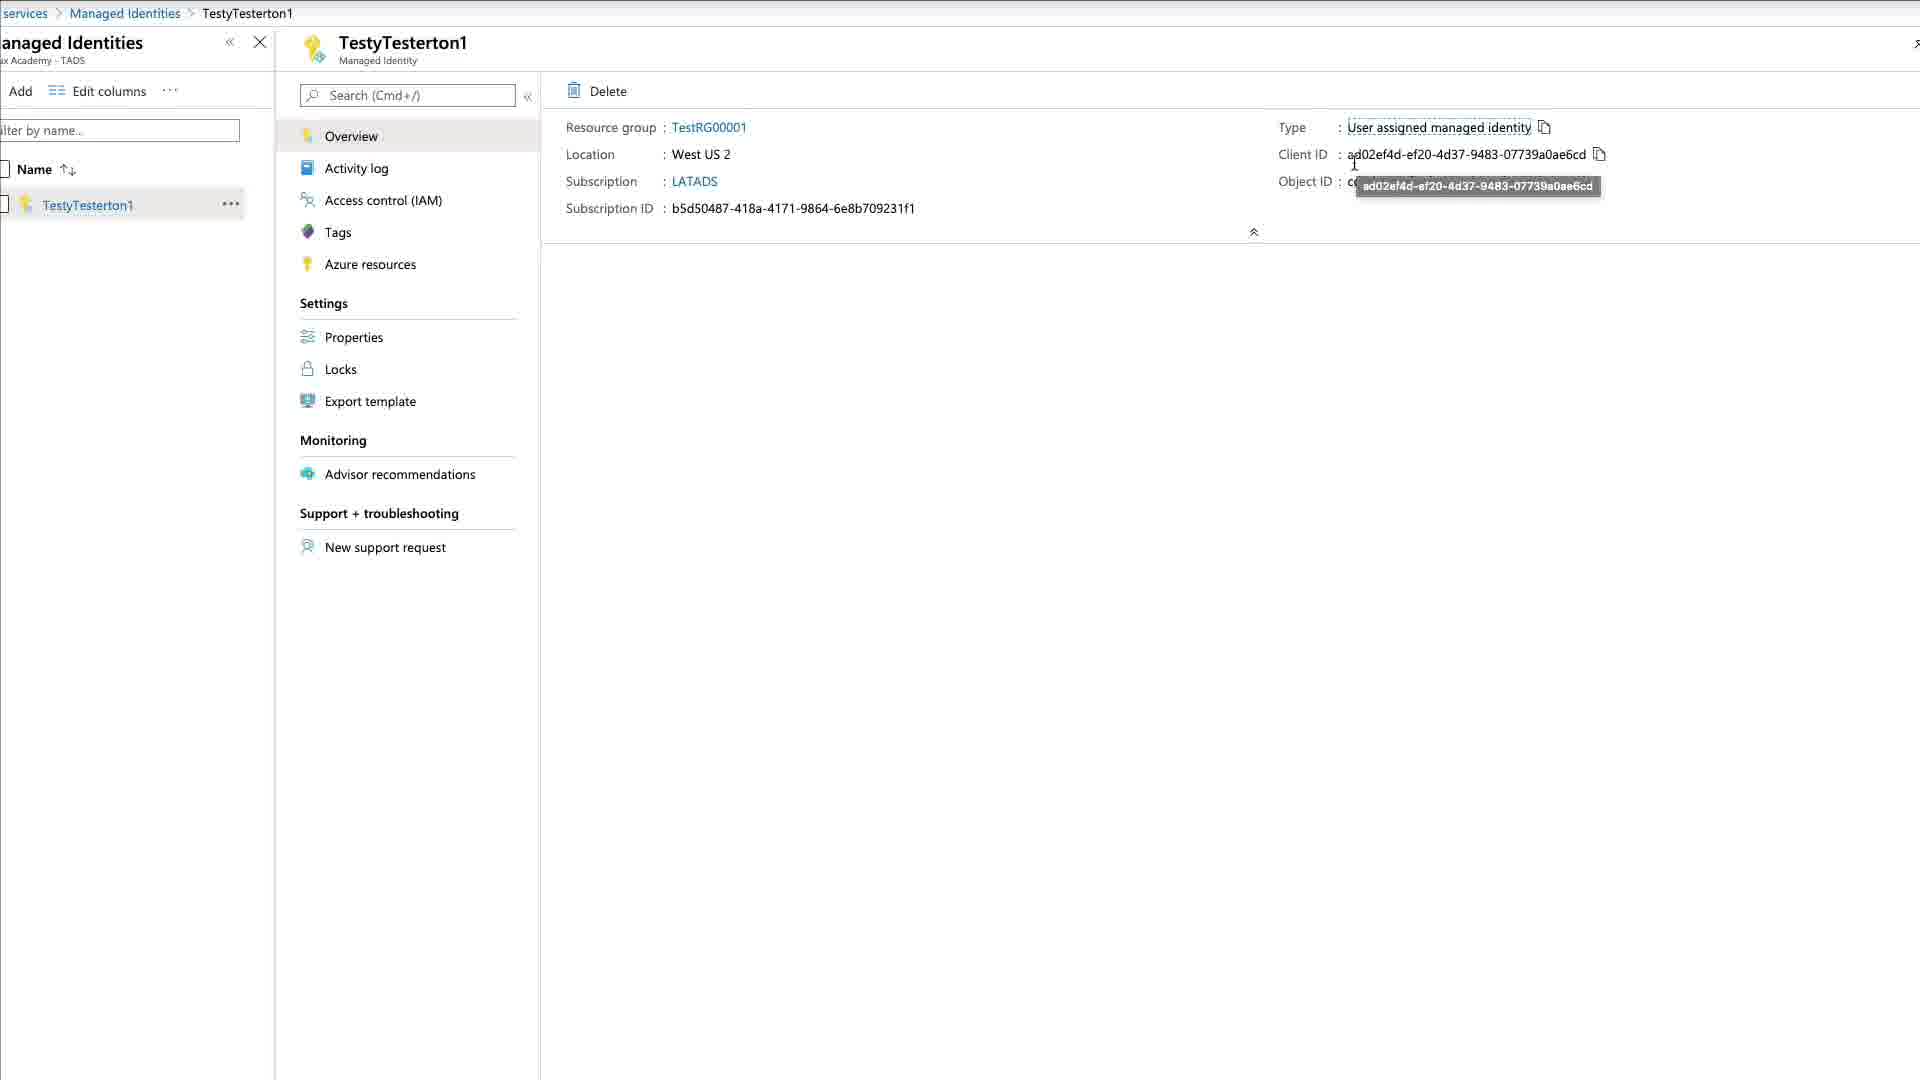 services > Managed Identities > TestyTesterton1
anaged Identities
ax Academy - TADS
Add Edit columns ...
ilter by name...
Name
TestyTesterton1 •••
TestyTesterton1
Managed Identity
Search (Cmd+/)
Overview
Activity log
Access control (IAM)
Tags
Azure resources
Settings
Properties
Locks
Export template
Monitoring
Advisor recommendations
Support + troubleshooting
New support request
Delete
Resource group : TestRG00001
Location : West US 2
Subscription : LATADS
Subscription ID : b5d50487-418a-4171-9864-6e8b709231f1
Type : User assigned managed identity
Client ID : ad02ef4d-ef20-4d37-9483-07739a0ae6cd
Object ID :
ad02ef4d-ef20-4d37-9483-07739a0ae6cd